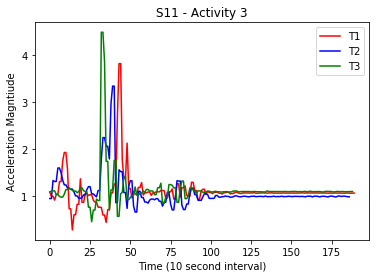 S11 - Activity 3
Acceleration Magntiude
4
3
2
1
T1
T2
T3
0
25
50
75
100
125
150
175
Time (10 second interval)